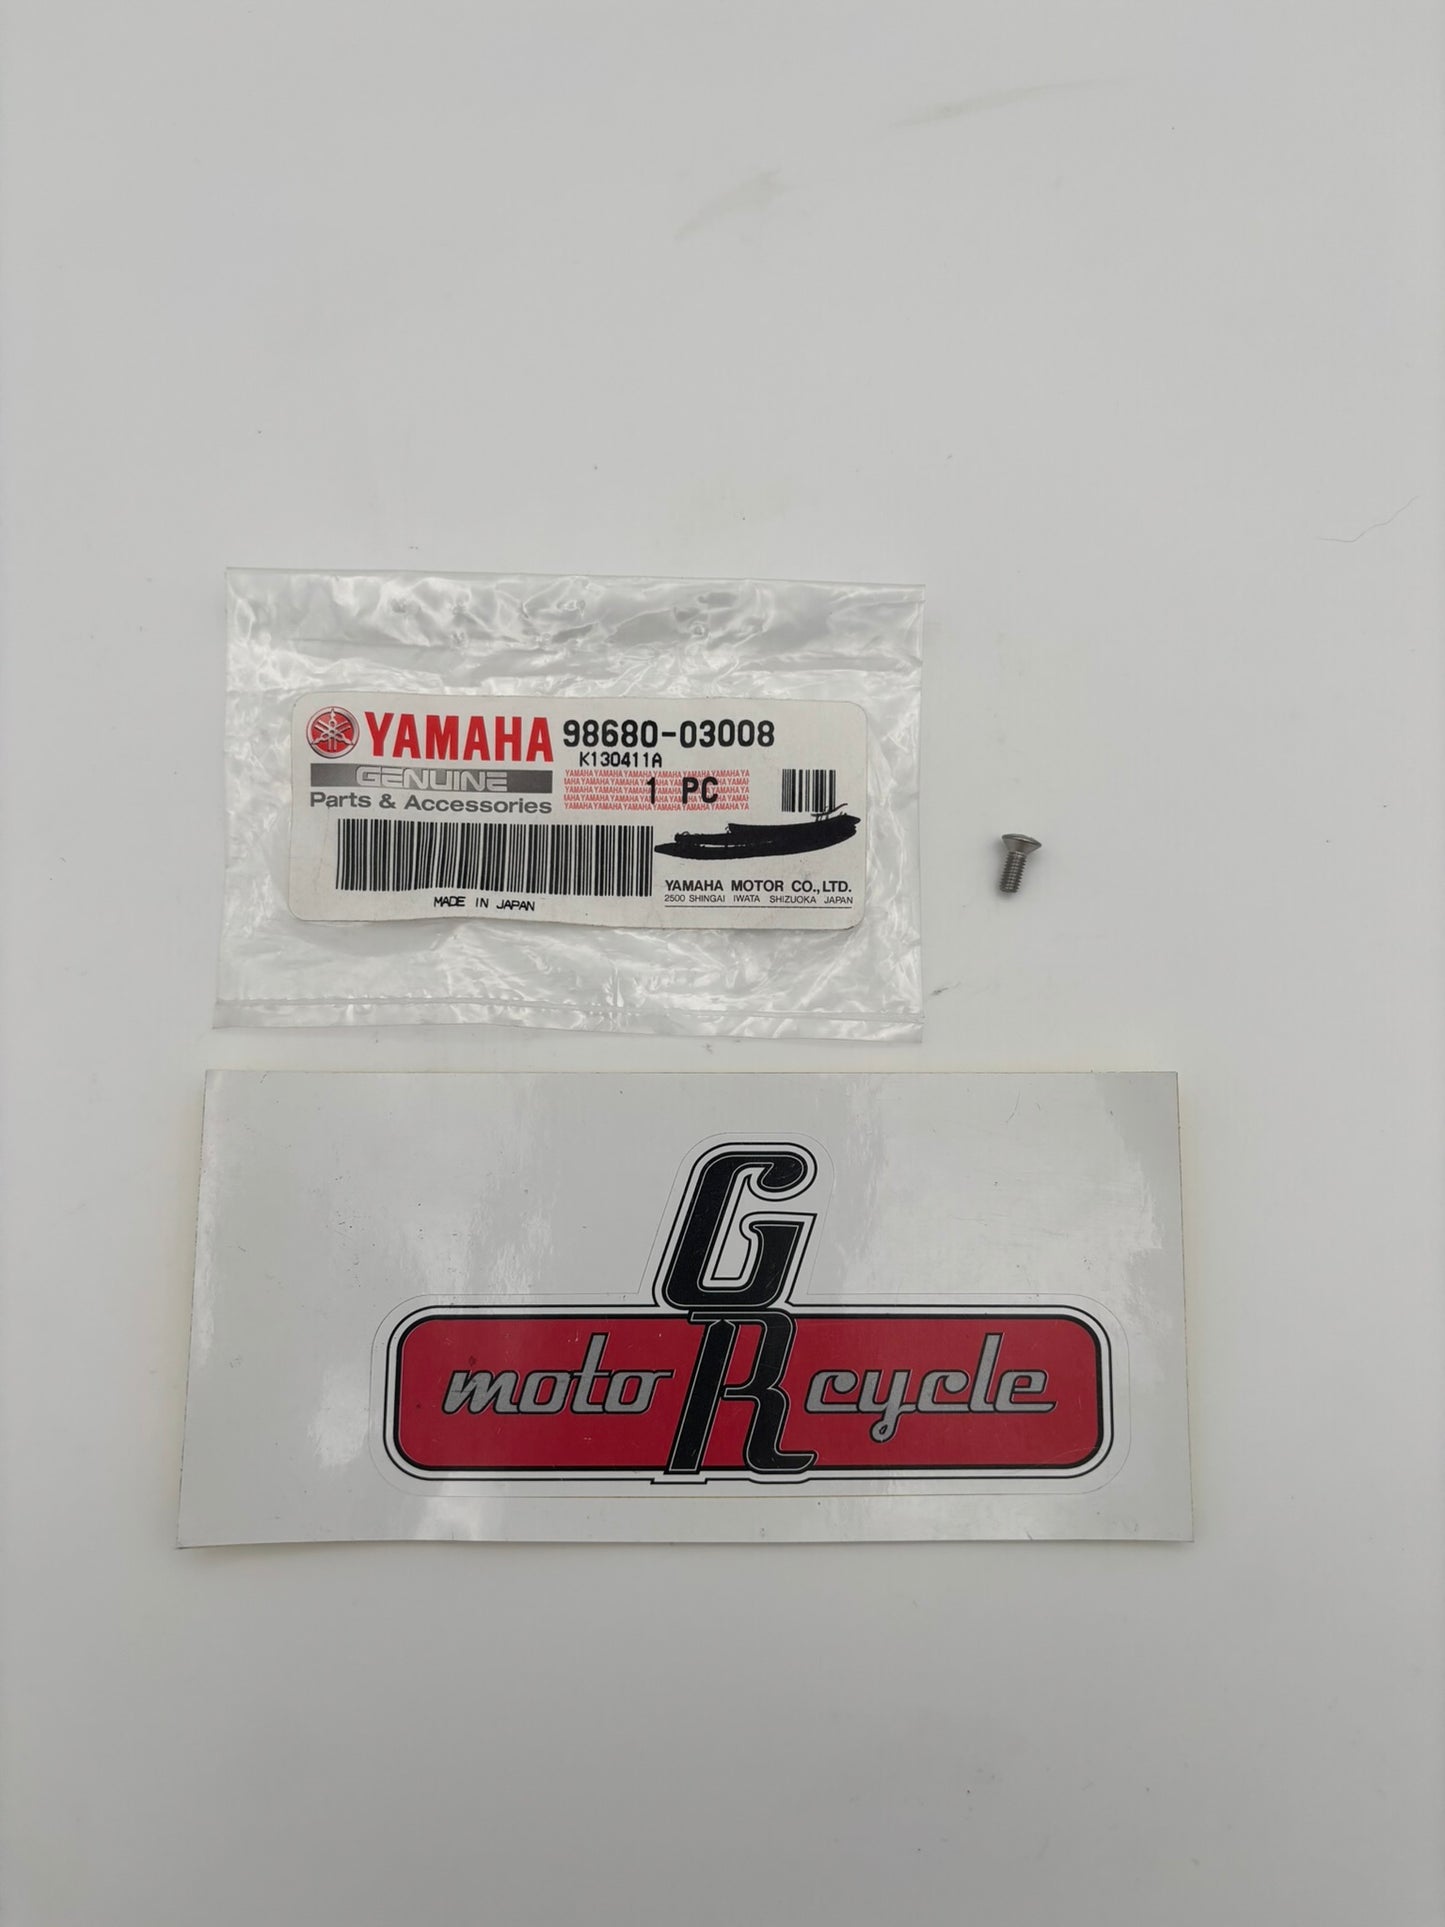 YAMAHA 98680-03008
K130411A
GENUINE
Parts & Accessories
1 PC
MADE IN JAPAN
YAMAHA MOTOR CO.,LTD.
2500 SHINGAI IWATA SHIZUOKA JAPAN
GR
moto cycle